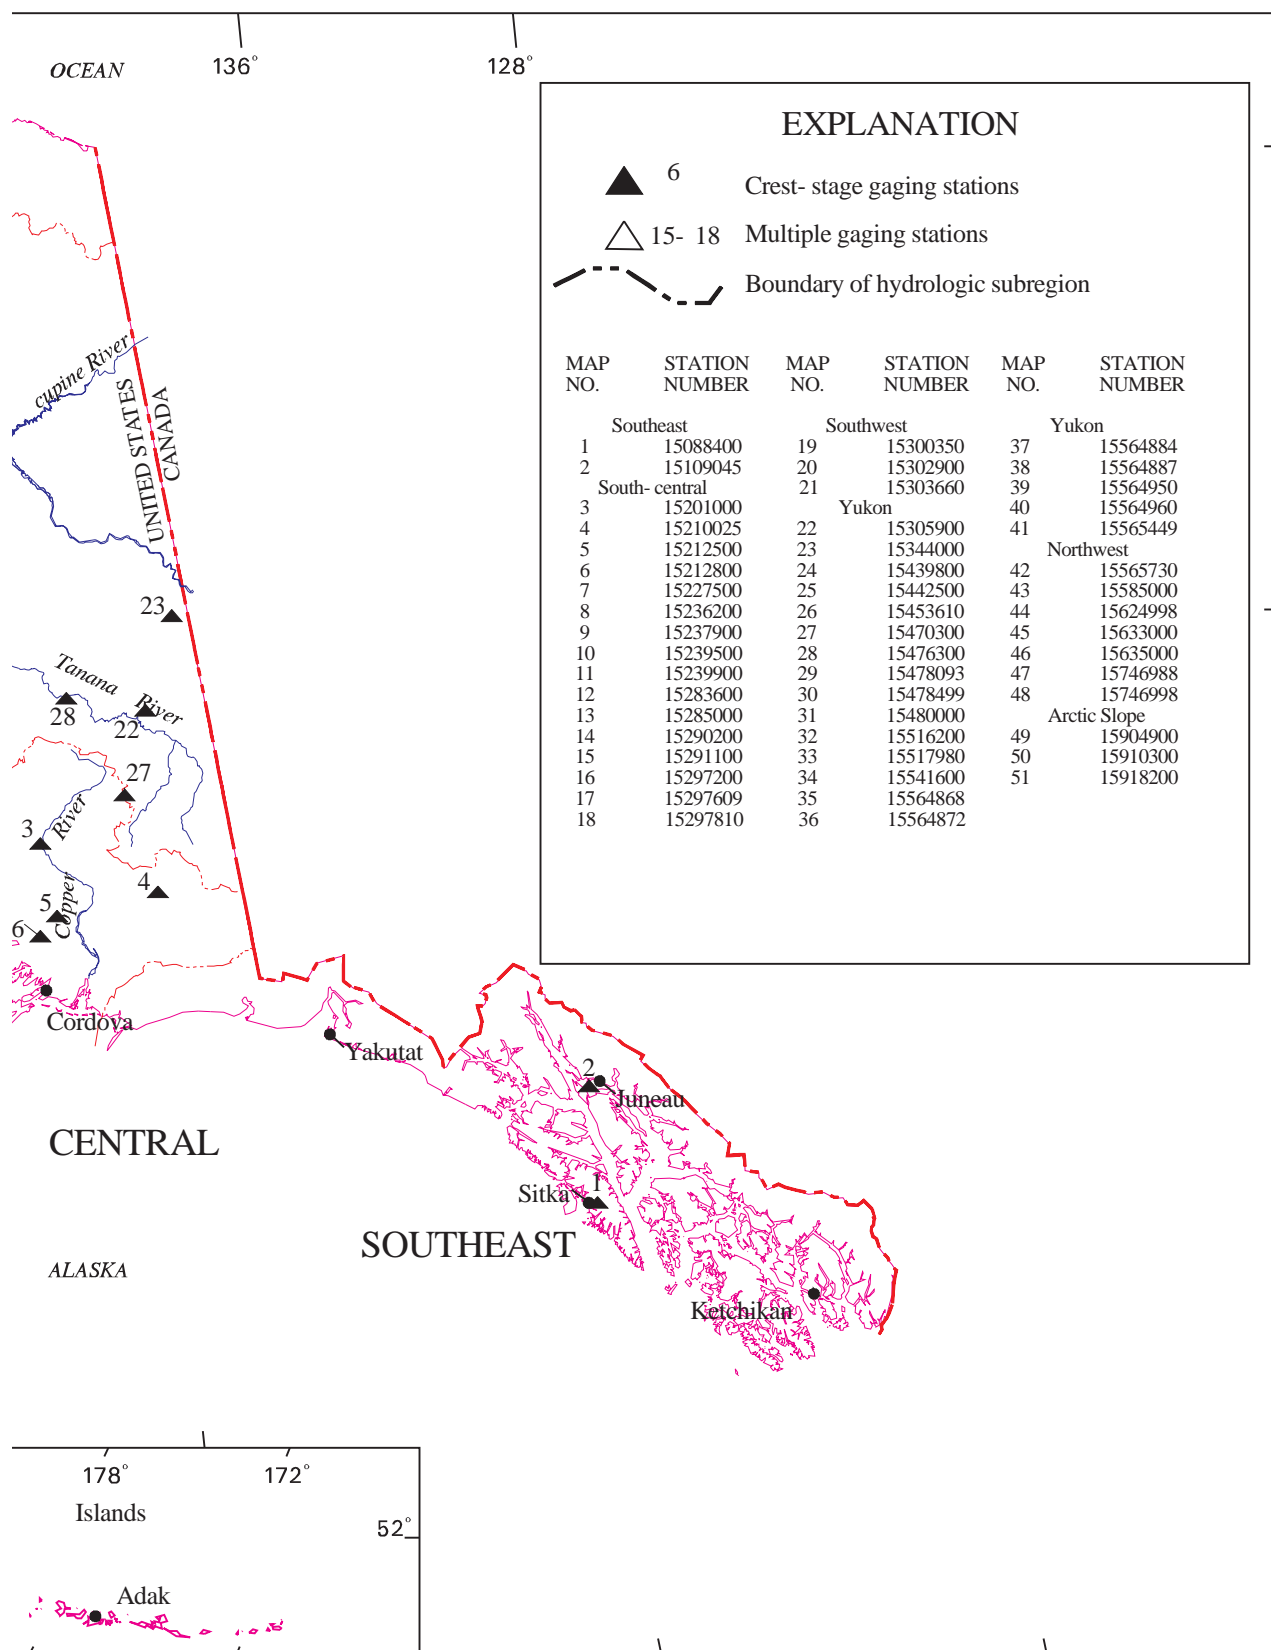 OCEAN
136°
128°
EXPLANATION
6
Crest- stage gaging stations
15- 18 Multiple gaging stations
Boundary of hydrologic subregion
MAP STATION MAP STATION MAP STATION
NO. NUMBER NO. NUMBER NO. NUMBER
Southeast Southwest Yukon
1 15088400 19 15300350 37 15564884
2 15109045 20 15302900 38 15564887
South- central 21 15303660 39 15564950
3 15201000 Yukon 40 15564960
4 15210025 22 15305900 41 15565449
5 15212500 23 15344000 Northwest
6 15212800 24 15439800 42 15565730
7 15227500 25 15442500 43 15585000
8 15236200 26 15453610 44 15624998
9 15237900 27 15470300 45 15633000
10 15239500 28 15476300 46 15635000
11 15239900 29 15478093 47 15746988
12 15283600 30 15478499 48 15746998
13 15285000 31 15480000 Arctic Slope
14 15290200 32 15516200 49 15904900
15 15291100 33 15517980 50 15910300
16 15297200 34 15541600 51 15918200
17 15297609 35 15564868
18 15297810 36 15564872
cupine River
UNITED STATES
CANADA
23
Tanana River
28
22
27
3
River
4
5
Copper
6
Cordova
Yakutat
2
Juneau
CENTRAL
Sitka
1
SOUTHEAST
ALASKA
Ketchikan
178°
172°
Islands
52°
Adak